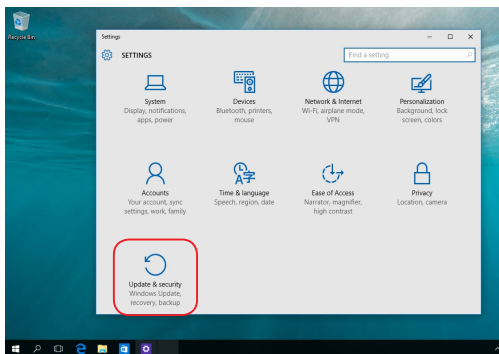 Recycle Bin
Settings
SETTINGS
Find a setting
System
Display, notifications,
apps, power
Devices
Bluetooth, printers,
mouse
Network & Internet
Wi-Fi, airplane mode,
VPN
Personalization
Background, lock
screen, colors
Accounts
Your account, sync
settings, work, family
Time & language
Speech, region, date
Ease of Access
Narrator, magnifier,
high contrast
Privacy
Location, camera
Update & security
Windows Update,
recovery, backup